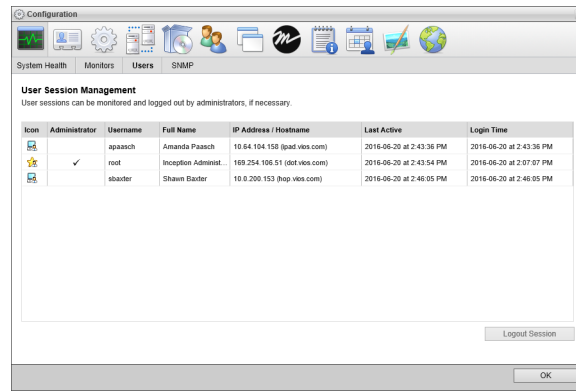 Configuration
System Health Monitors Users SNMP
User Session Management
User sessions can be monitored and logged out by administrators, if necessary.
Icon Administrator Username Full Name IP Address / Hostname Last Active Login Time
apaasch Amanda Paasch 10.64.104.158 (ipad.vios.com) 2016-06-20 at 2:43:36 PM 2016-06-20 at 2:43:36 PM
✓ root Inception Administ... 169.254.106.51 (dot.vios.com) 2016-06-20 at 2:43:54 PM 2016-06-20 at 2:07:07 PM
sbaxter Shawn Baxter 10.0.200.153 (hop.vios.com) 2016-06-20 at 2:46:05 PM 2016-06-20 at 2:46:05 PM
Logout Session
OK